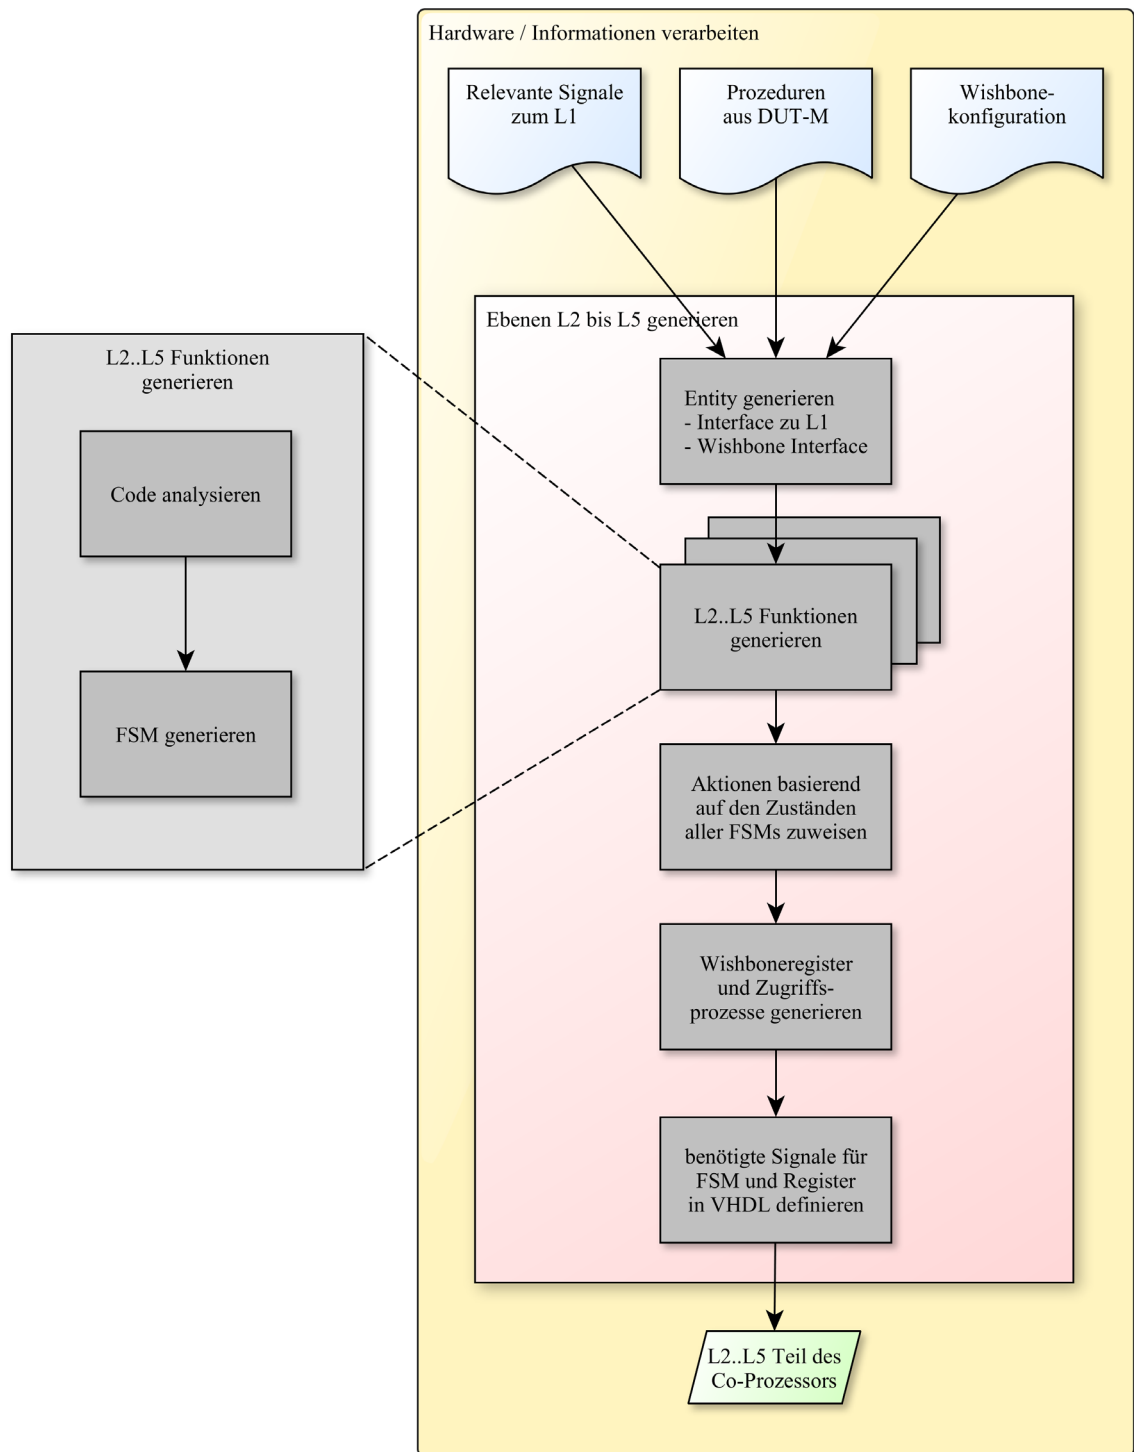 Hardware / Informationen verarbeiten
Relevante Signale
zum L1
Prozeduren
aus DUT-M
Wishbone-
konfiguration
Ebenen L2 bis L5 generieren
Entity generieren
- Interface zu L1
- Wishbone Interface
L2..L5 Funktionen
generieren
Code analysieren
FSM generieren
L2..L5 Funktionen
generieren
Aktionen basierend
auf den Zuständen
aller FSMs zuweisen
Wishboneregister
und Zugriffs-
prozesse generieren
benötigte Signale für
FSM und Register
in VHDL definieren
L2..L5 Teil des
Co-Prozessors